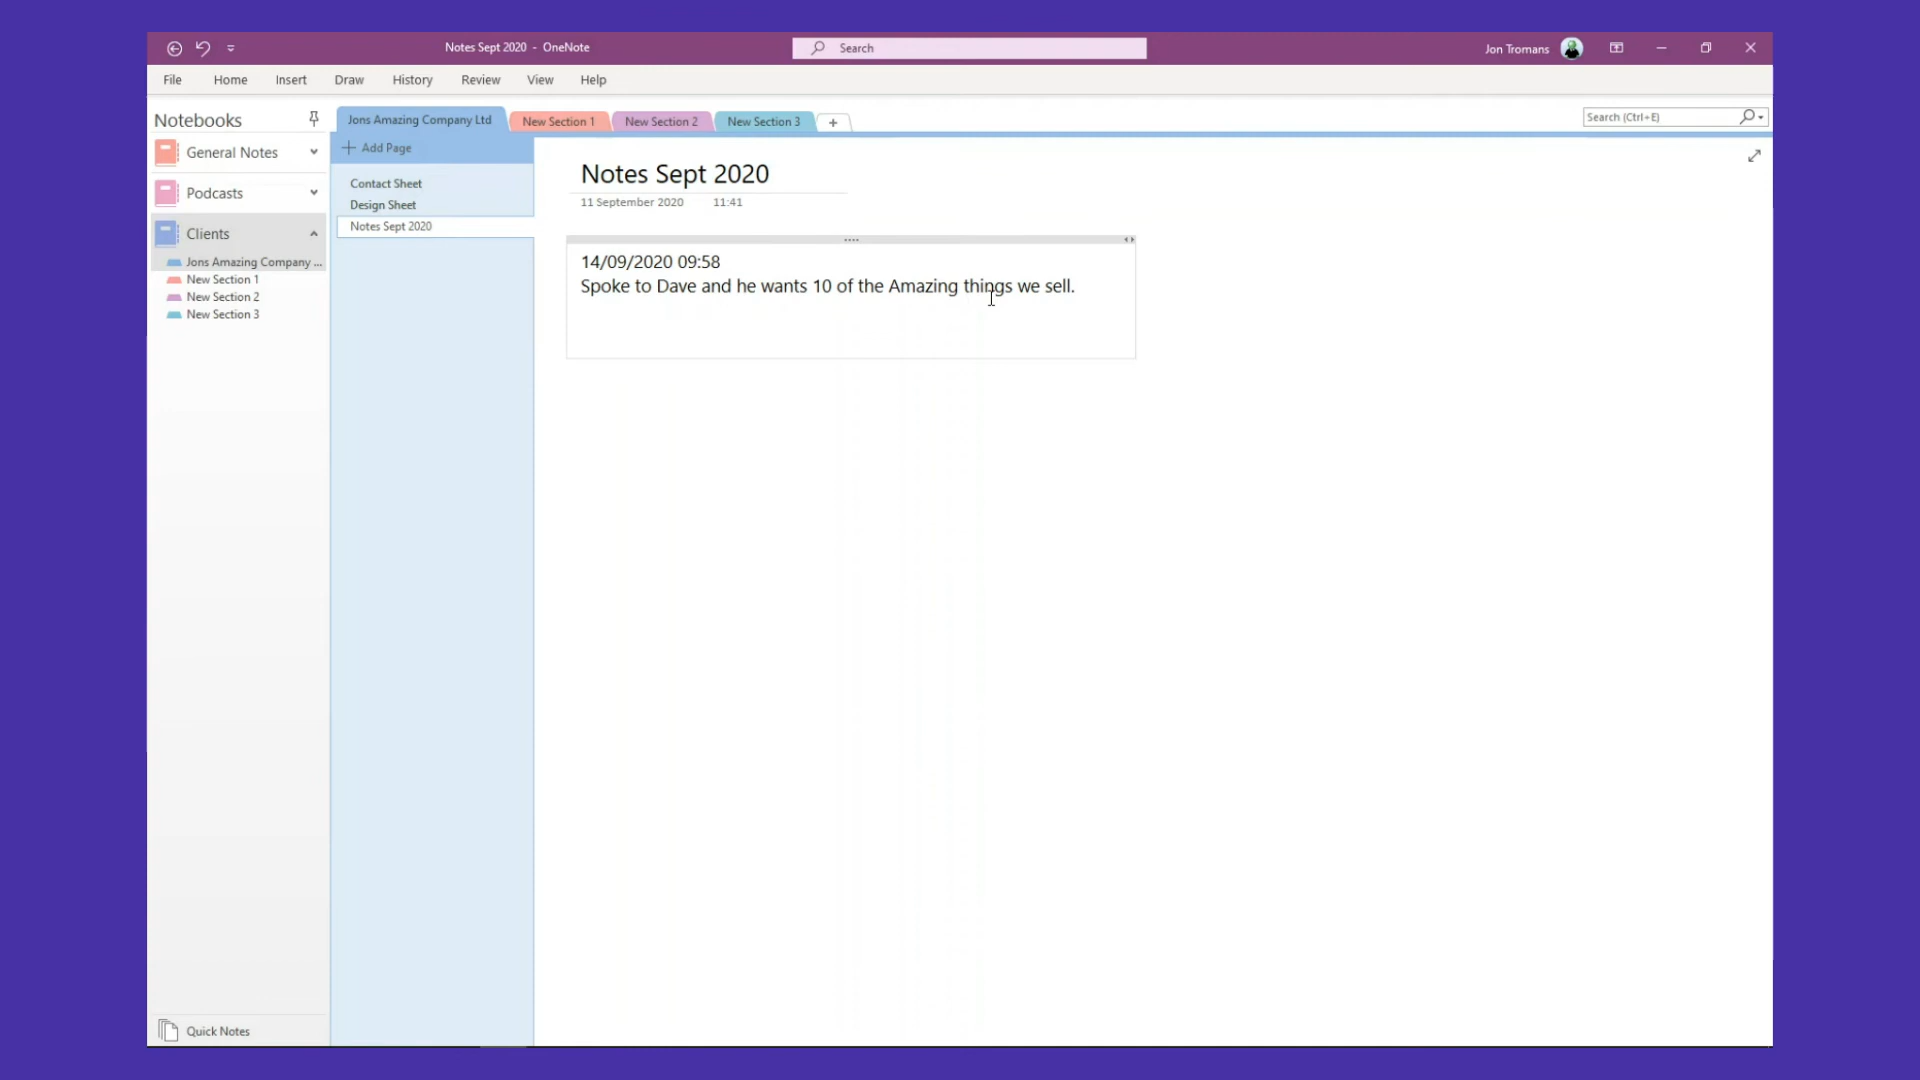 Notes Sept 2020 - OneNote
Search
Jon Tromans
File Home Insert Draw History Review View Help
Notebooks
General Notes
Podcasts
Clients
Jons Amazing Company ...
New Section 1
New Section 2
New Section 3
Quick Notes
Jons Amazing Company Ltd New Section 1 New Section 2 New Section 3 +
Search (Ctrl+E)
Add Page
Contact Sheet
Design Sheet
Notes Sept 2020
Notes Sept 2020
11 September 2020 11:41
14/09/2020 09:58
Spoke to Dave and he wants 10 of the Amazing things we sell.